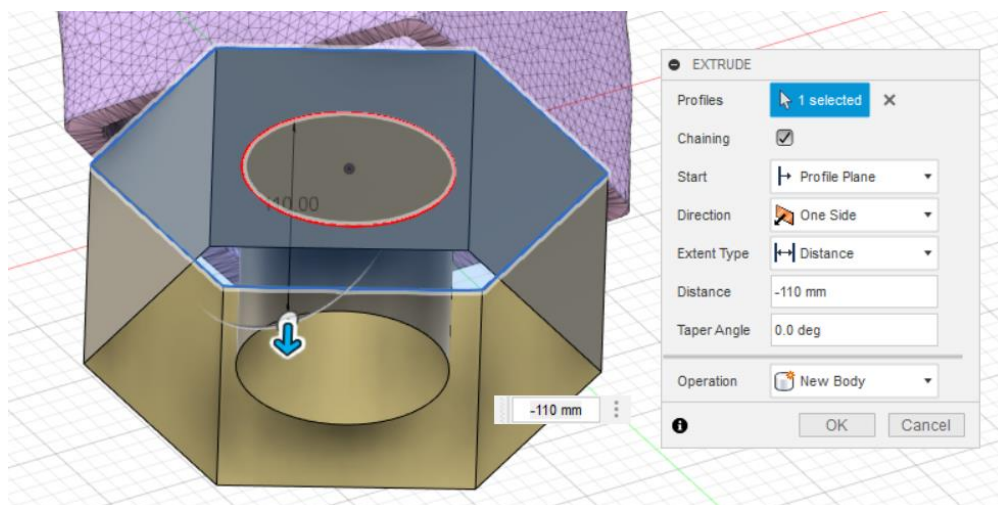 EXTRUDE
Profiles 1 selected
Chaining
Start Profile Plane
Direction One Side
Extent Type Distance
Distance -110 mm
Taper Angle 0.0 deg
Operation New Body
OK Cancel
110.00
-110 mm